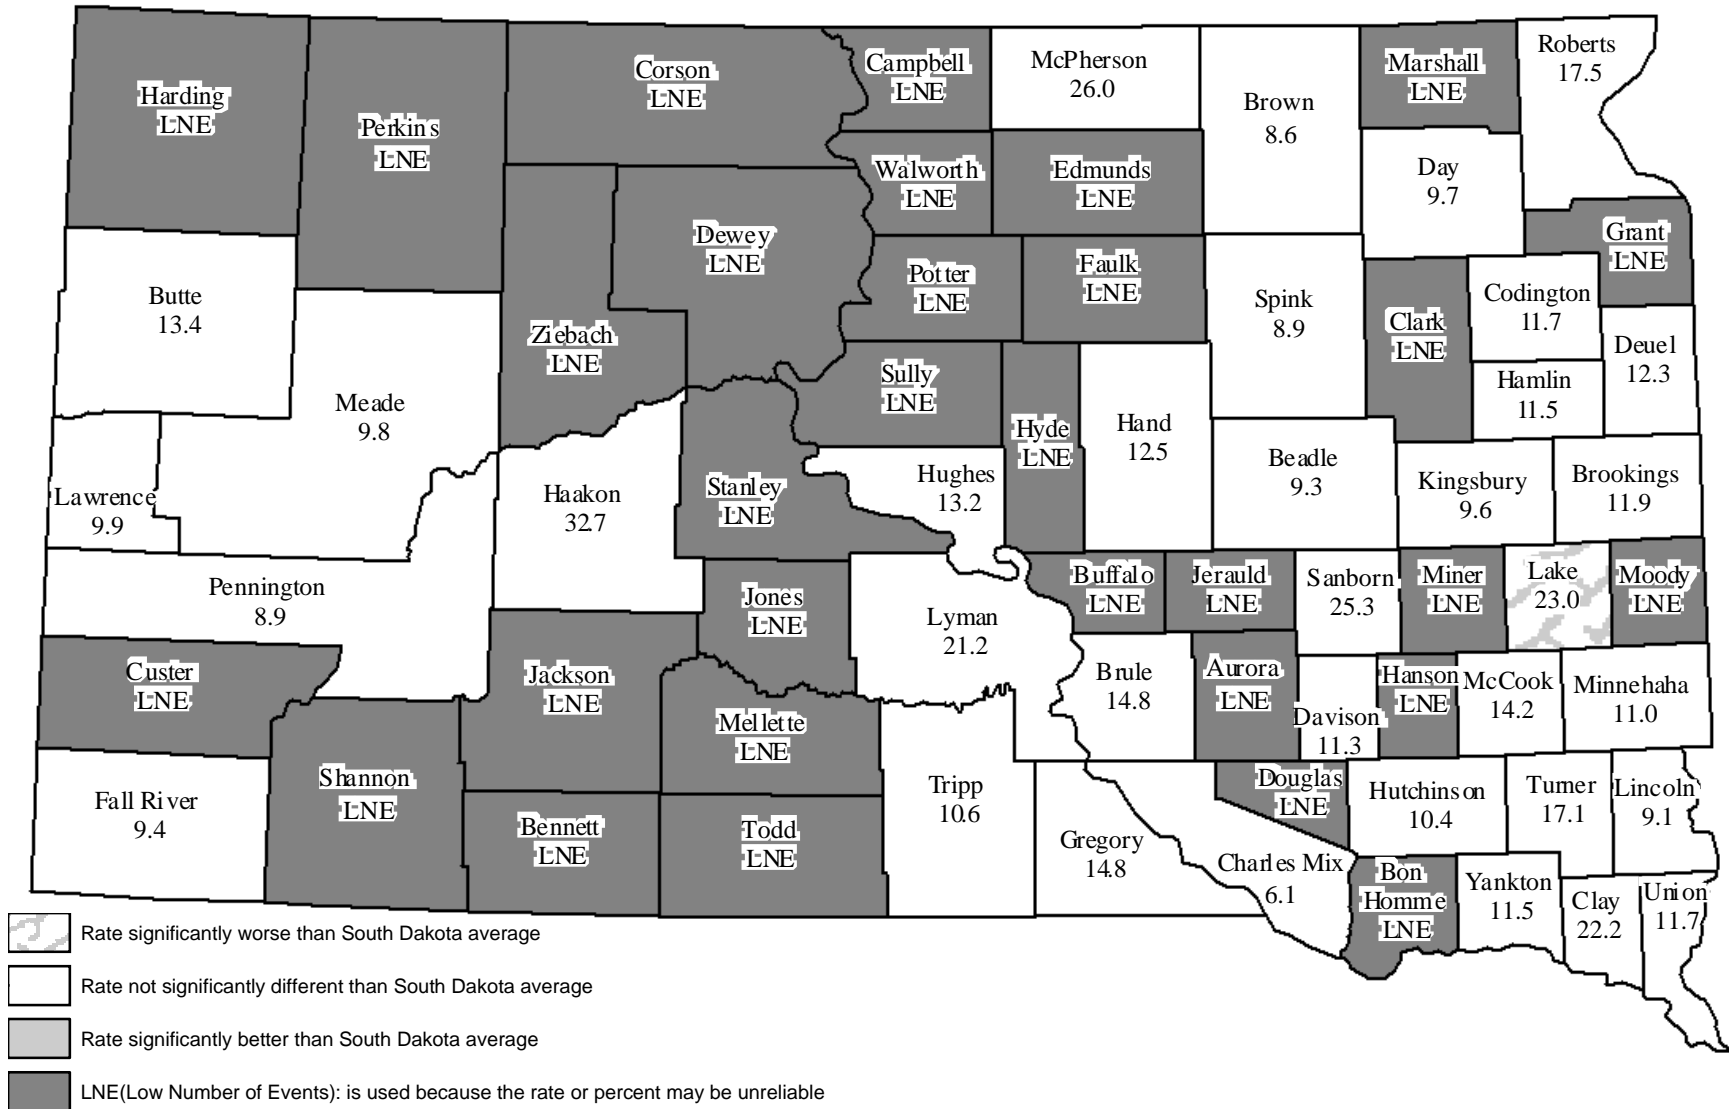 Harding
LNE
Perkins
LNE
Corson
LNE
Campbell
LNE
McPherson
26.0
Brown
8.6
Marshall
LNE
Roberts
17.5
Walworth
LNE
Edmunds
LNE
Day
9.7
Dewey
LNE
Grant
LNE
Butte
13.4
Ziebach
LNE
Potter
LNE
Faulk
LNE
Spink
8.9
Clark
LNE
Codington
11.7
Deuel
12.3
Hamlin
11.5
Meade
9.8
Sully
LNE
Hyde
LNE
Hand
12.5
Beadle
9.3
Kingsbury
9.6
Brookings
11.9
Lawrence
9.9
Haakon
32.7
Stanley
LNE
Hughes
13.2
Pennington
8.9
Jones
LNE
Lyman
21.2
Buffalo
LNE
Jerauld
LNE
Sanborn
25.3
Miner
LNE
Lake
23.0
Moody
LNE
Custer
LNE
Jackson
LNE
Mellette
LNE
Brule
14.8
Aurora
LNE
Davison
11.3
Hanson
LNE
McCook
14.2
Minnehaha
11.0
Fall River
9.4
Shannon
LNE
Bennett
LNE
Todd
LNE
Tripp
10.6
Gregory
14.8
Charles Mix
6.1
Douglas
LNE
Hutchinson
10.4
Turner
17.1
Lincoln
9.1
Bon
Homme
LNE
Yankton
11.5
Clay
22.2
Union
11.7
Rate significantly worse than South Dakota average
Rate not significantly different than South Dakota average
Rate significantly better than South Dakota average
LNE(Low Number of Events): is used because the rate or percent may be unreliable